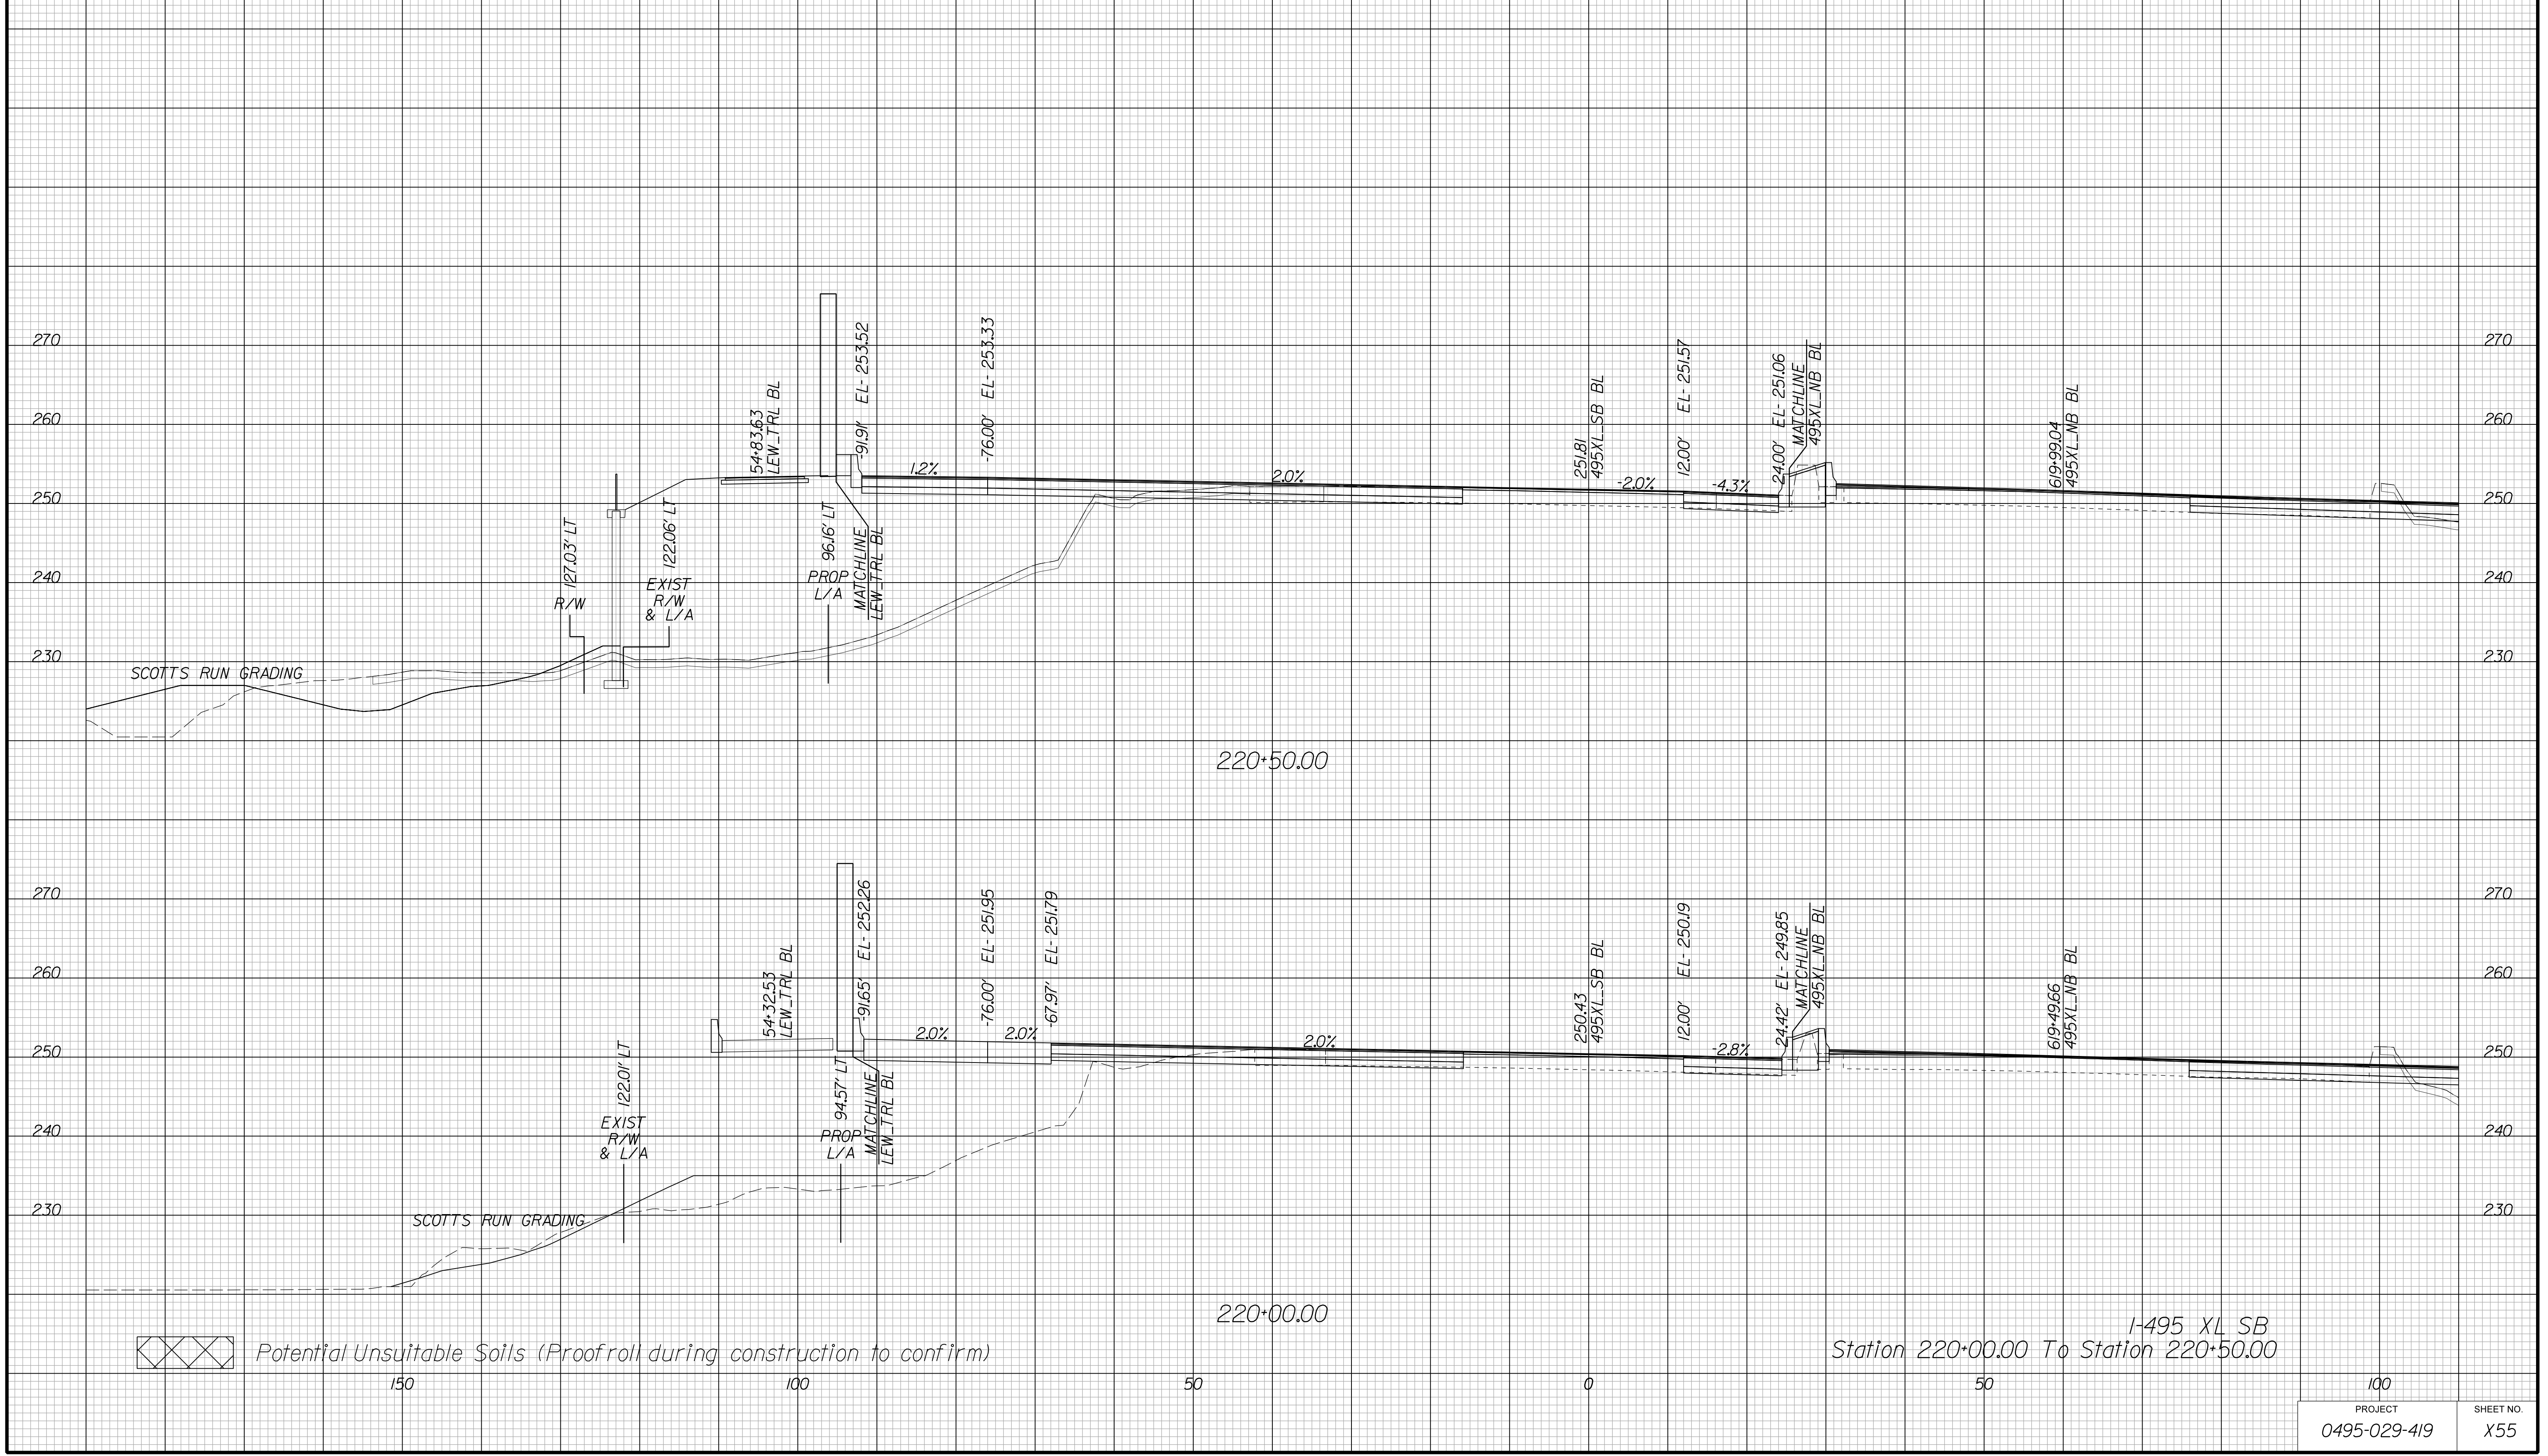 270
260
250
240
230
54+83.63
LEW_TRL BL
-91.91' EL- 253.52
-76.00' EL- 253.33
251.81
495XL_SB BL
12.00' EL- 251.57
24.00' EL- 251.06
MATCHLINE
495XL_NB BL
619+99.04
495XL_NB BL
270
260
250
240
230
1.2%
2.0%
-2.0%
-4.3%
127.03' LT
R/W
122.06' LT
EXIST
R/W
& L/A
96.16' LT
PROP
L/A
MATCHLINE
LEW_TRL BL
SCOTTS RUN GRADING
220+50.00
270
260
250
240
230
54+32.53
LEW_TRL BL
-91.65' EL- 252.26
-76.00' EL- 251.95
-67.97' EL- 251.79
250.43
495XL_SB BL
12.00' EL- 250.19
24.42' EL- 249.85
MATCHLINE
495XL_NB BL
619+49.66
495XL_NB BL
270
260
250
240
230
2.0%
2.0%
2.0%
-2.8%
122.01' LT
EXIST
R/W
& L/A
94.57' LT
PROP
L/A
MATCHLINE
LEW_TRL BL
SCOTTS RUN GRADING
220+00.00
Potential Unsuitable Soils (Proofroll during construction to confirm)
I-495 XL SB
Station 220+00.00 To Station 220+50.00
150 100 50 0 50 100
PROJECT
0495-029-419
SHEET NO.
X55